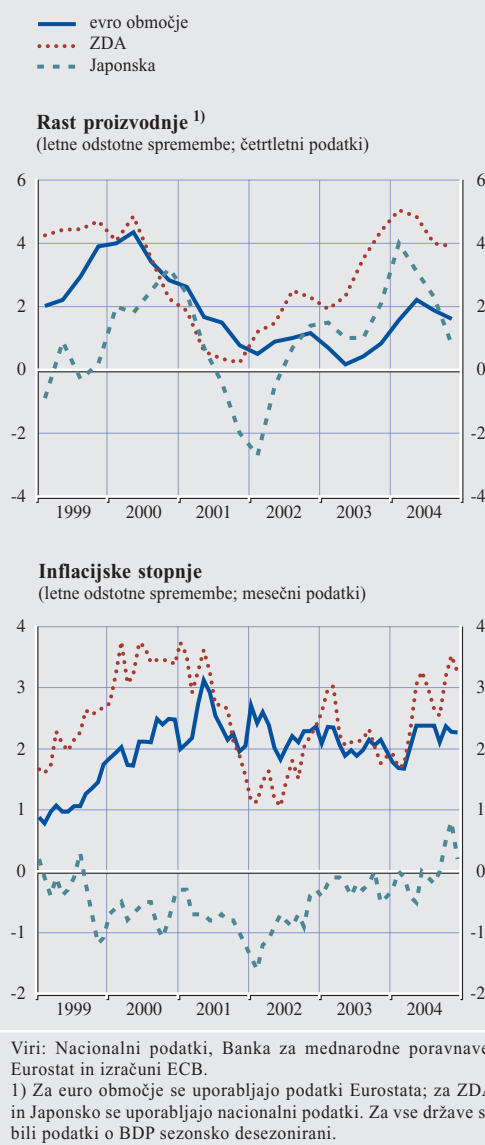 evro območje
ZDA
Japonska
Rast proizvodnje 1)
(letne odstotne spremembe; četrtletni podatki)
6 6
4 4
2 2
0 0
-2 -2
-4 -4
1999 2000 2001 2002 2003 2004
Inflacijske stopnje
(letne odstotne spremembe; mesečni podatki)
4 4
3 3
2 2
1 1
0 0
-1 -1
-2 -2
1999 2000 2001 2002 2003 2004
Viri: Nacionalni podatki, Banka za mednarodne poravnave
Eurostat in izračuni ECB.
1) Za euro območje se uporabljajo podatki Eurostata; za ZDA
in Japonsko se uporabljajo nacionalni podatki. Za vse države s
bili podatki o BDP sezonsko desezonirani.